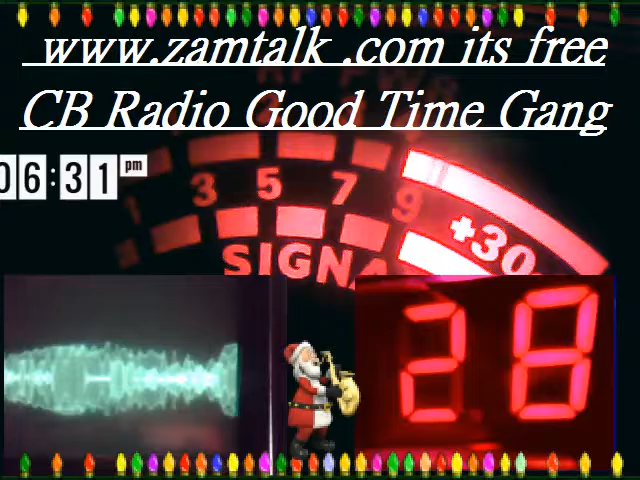 www.zamtalk .com its free
CB Radio Good Time Gang
06:31 pm
1 3 5 7 9 +30
SIGNA
28